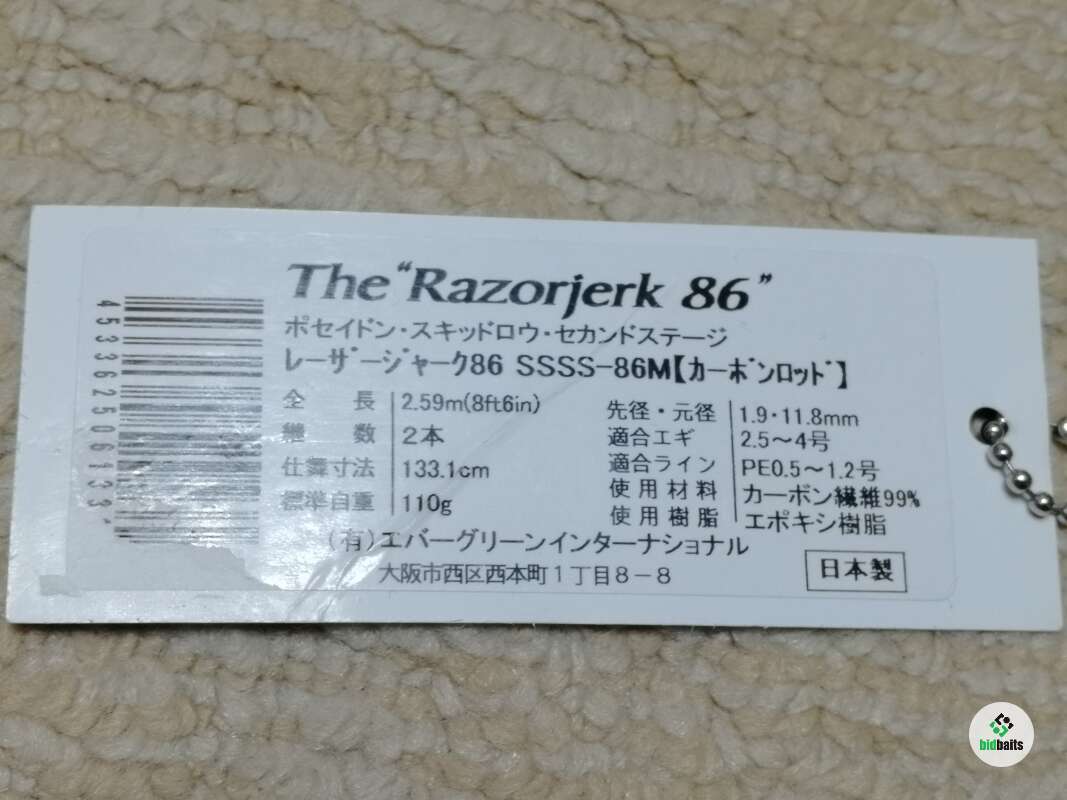 The "Razorjerk 86"
ポセイドン・スキッドロウ・セカンドステージ
レーザージャーク86 SSSS-86M【カーボンロッド】
全 長 2.59m(8ft6in)
継 数 2本
仕舞寸法 133.1cm
標準自重 110g
先径・元径 1.9・11.8mm
適合エギ 2.5~4号
適合ライン PE0.5~1.2号
使用材料 カーボン繊維99%
使用樹脂 エポキシ樹脂
(有)エバーグリーンインターナショナル
大阪市西区西本町1丁目8-8
日本製
4533625061339
bidbaits